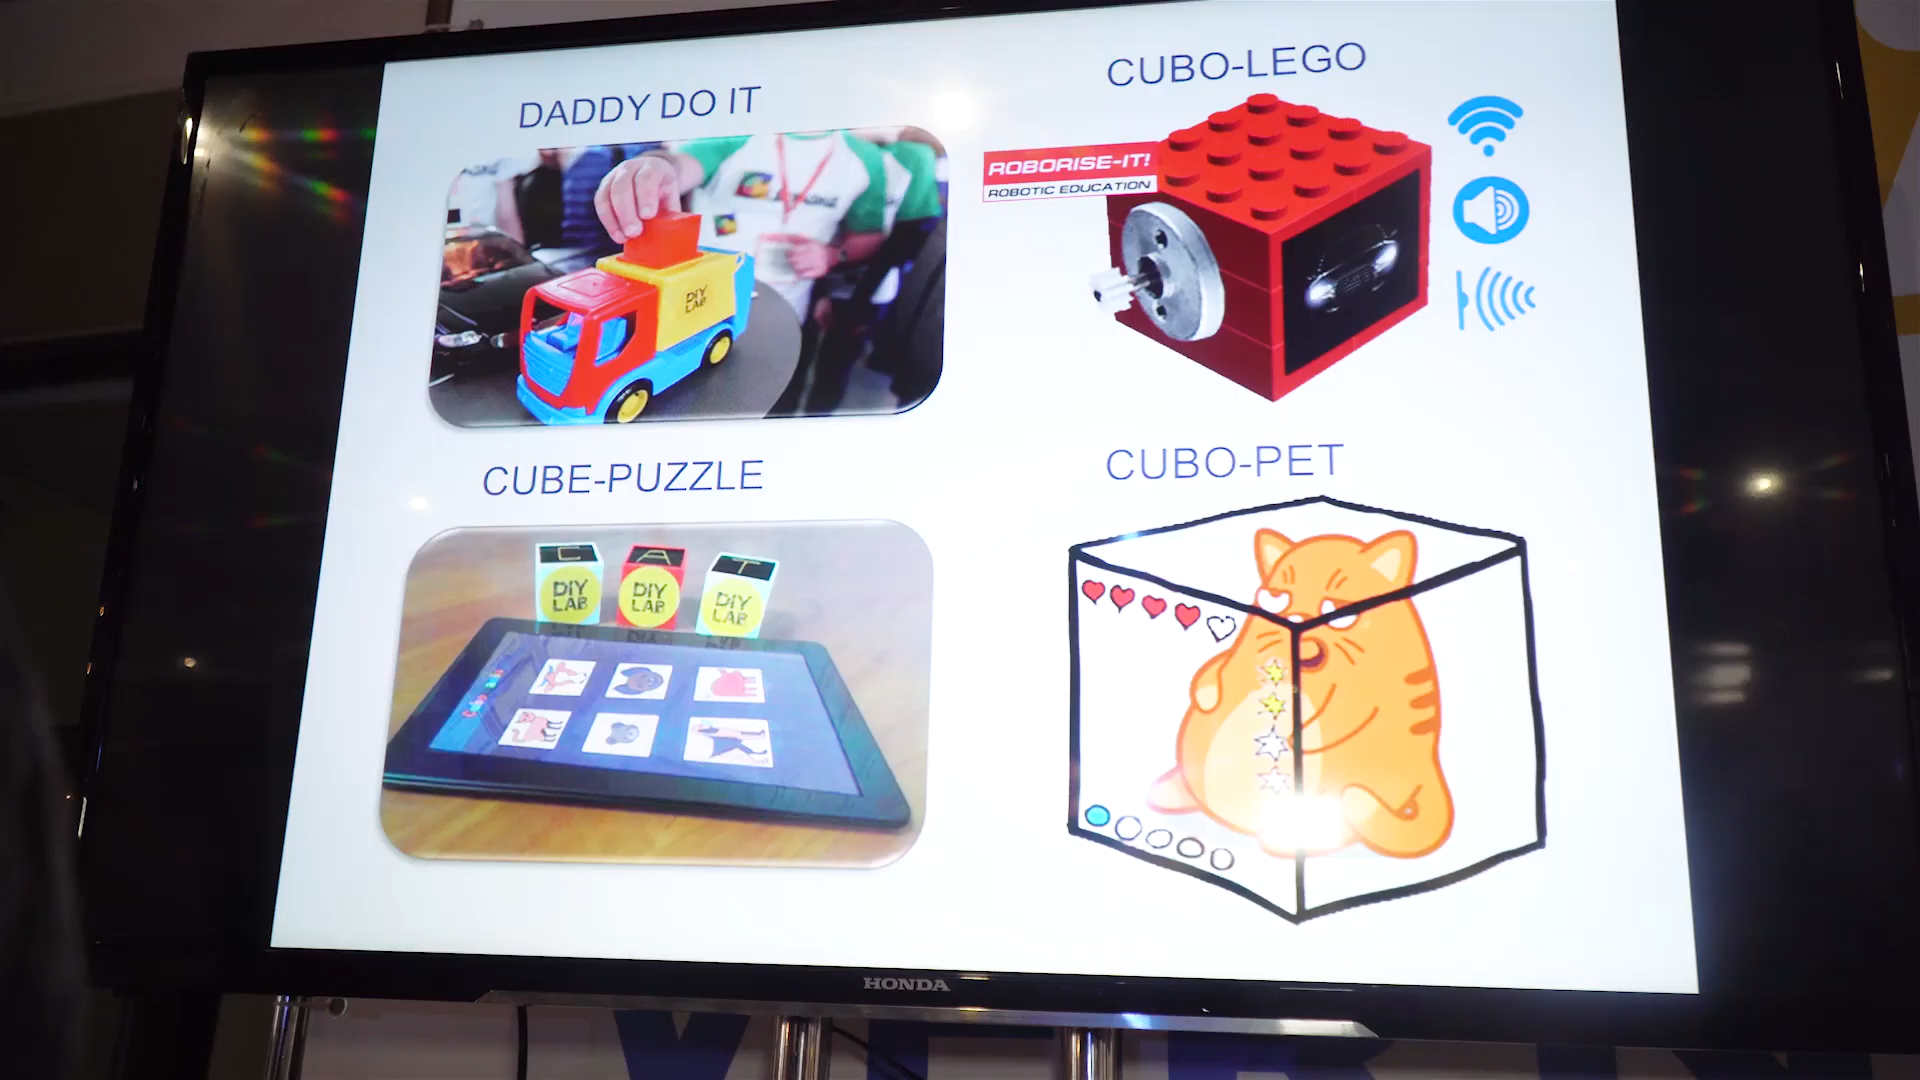 DADDY DO IT
CUBO-LEGO
ROBORISE-IT!
ROBOTIC EDUCATION
DIY
LAB
CUBE-PUZZLE
CUBO-PET
C A T
DIY
LAB
DIY
LAB
DIY
LAB
HONDA